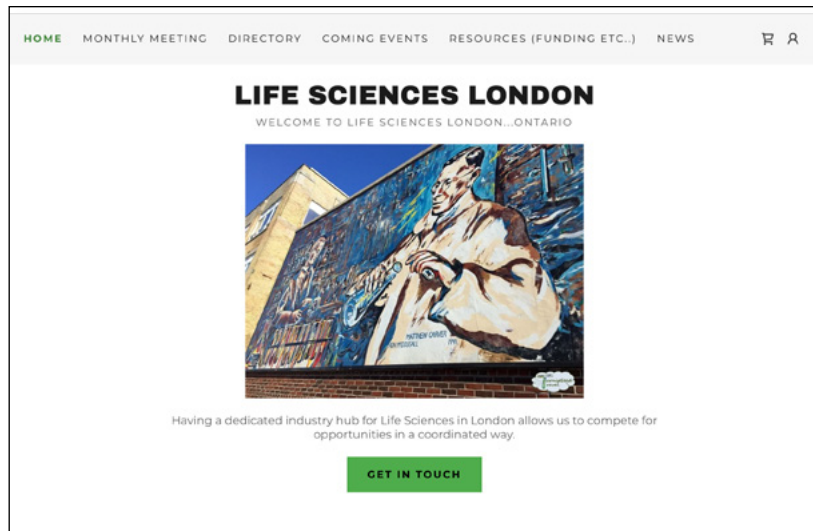 HOME MONTHLY MEETING DIRECTORY COMING EVENTS RESOURCES (FUNDING ETC..) NEWS
LIFE SCIENCES LONDON
WELCOME TO LIFE SCIENCES LONDON...ONTARIO
MATTHEW CARVER
Having a dedicated industry hub for Life Sciences in London allows us to compete for
opportunities in a coordinated way.
GET IN TOUCH